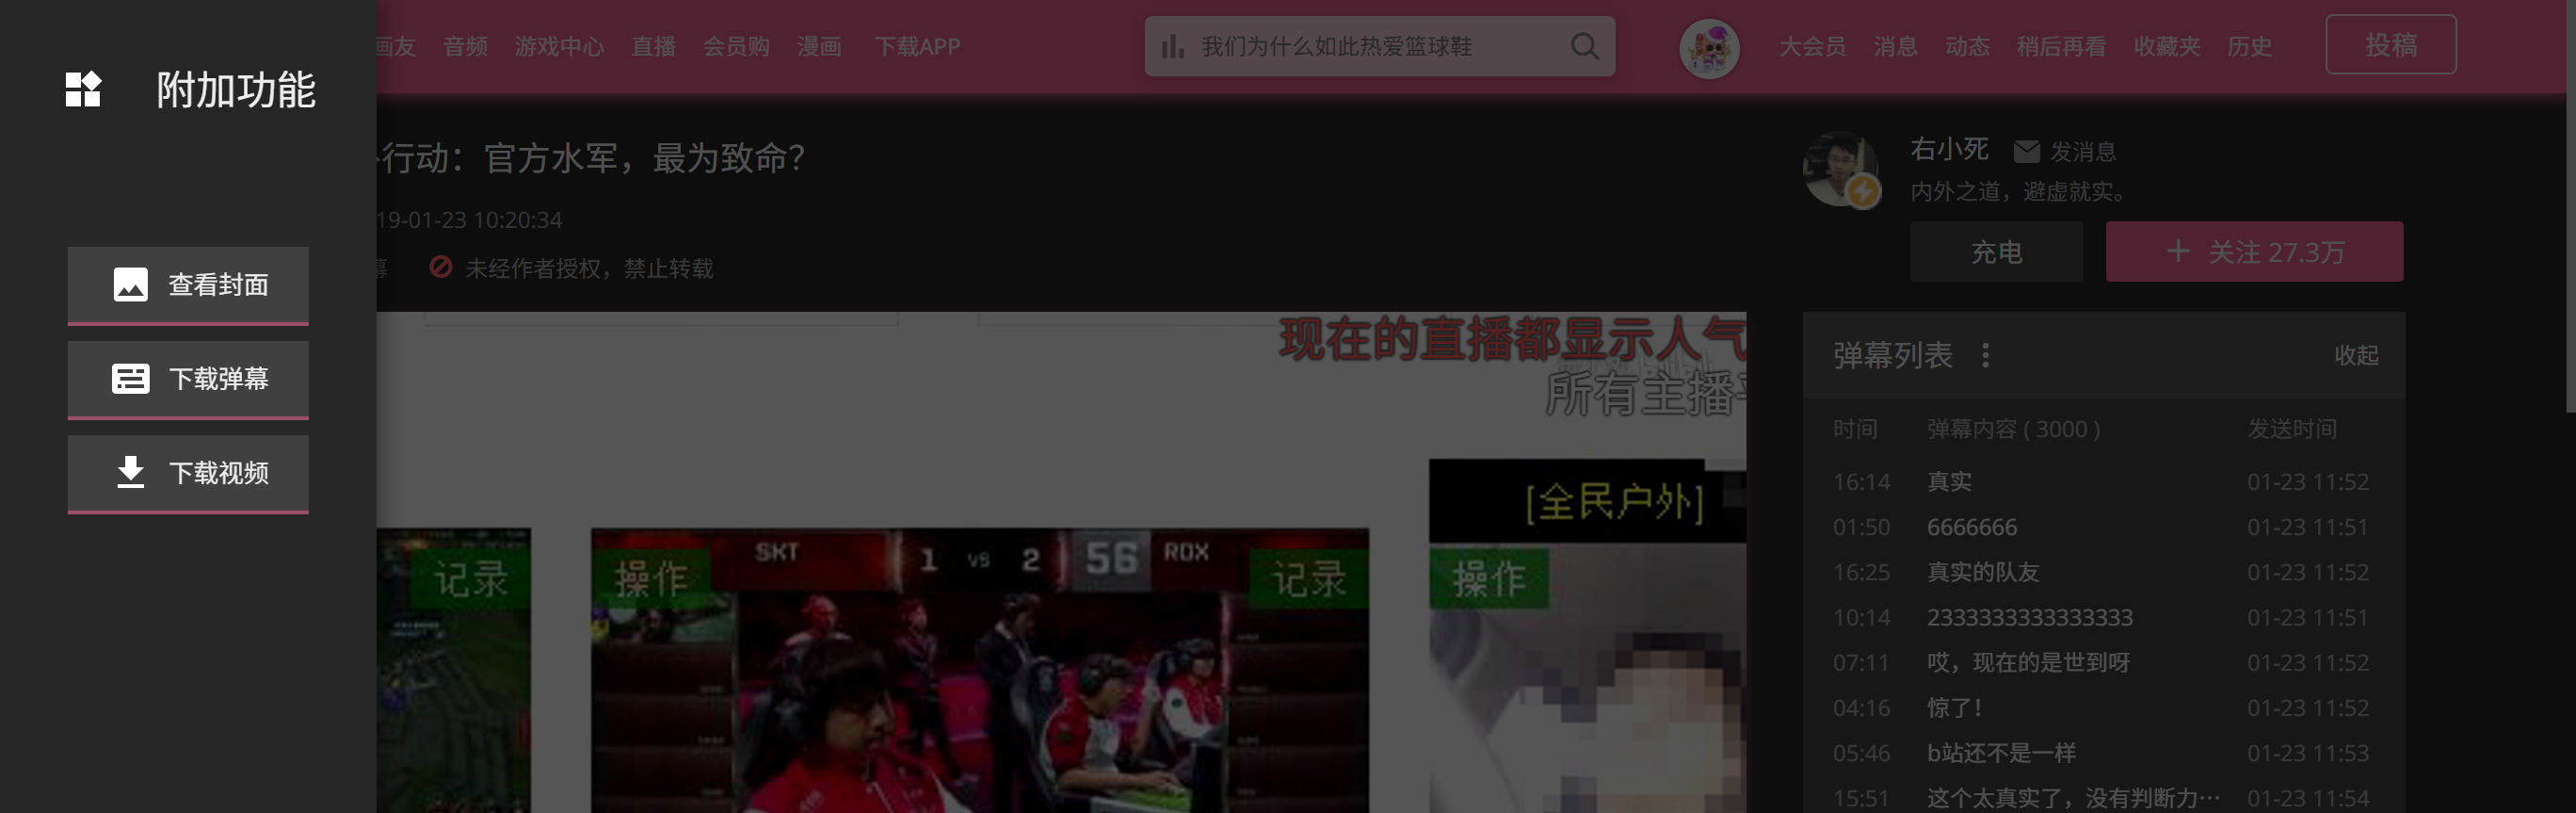 附加功能
查看封面
下载弹幕
下载视频
画友 音频 游戏中心 直播 会员购 漫画 下载APP
我们为什么如此热爱篮球鞋
大会员 消息 动态 稍后再看 收藏夹 历史 投稿
行动：官方水军，最为致命？
19-01-23 10:20:34
幕 未经作者授权，禁止转载
右小死 发消息
内外之道，避虚就实。
充电 关注 27.3万
现在的直播都显示人气
所有主播平
[全民户外]
记录
操作
SKT 1 VS 2 56 ROX
记录
操作
弹幕列表 收起
时间 弹幕内容 ( 3000 ) 发送时间
16:14 真实 01-23 11:52
01:50 6666666 01-23 11:51
16:25 真实的队友 01-23 11:52
10:14 2333333333333333 01-23 11:51
07:11 哎，现在的是世到呀 01-23 11:52
04:16 惊了！ 01-23 11:52
05:46 b站还不是一样 01-23 11:53
15:51 这个太真实了，没有判断力… 01-23 11:54